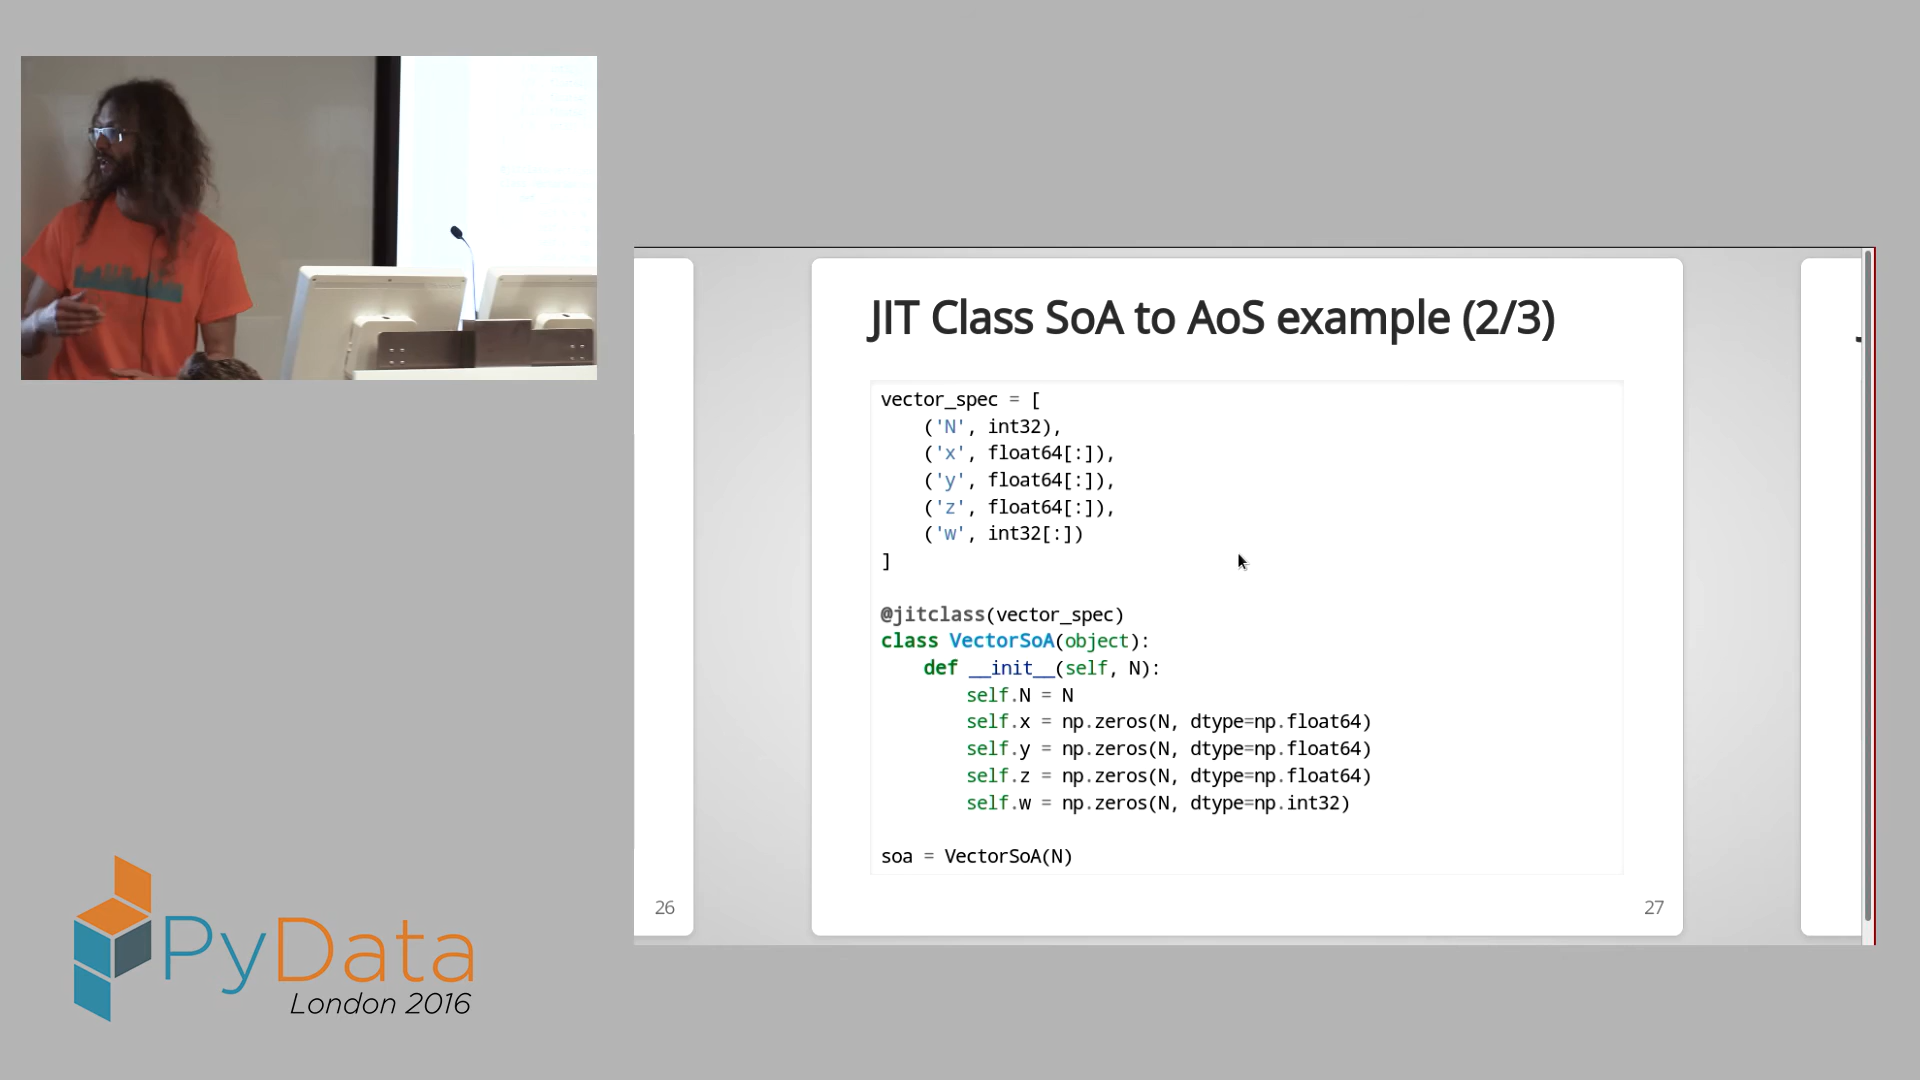 JIT Class SoA to AoS example (2/3)
vector_spec = [
    ('N', int32),
    ('x', float64[:]),
    ('y', float64[:]),
    ('z', float64[:]),
    ('w', int32[:])
]
@jitclass(vector_spec)
class VectorSoA(object):
    def __init__(self, N):
        self.N = N
        self.x = np.zeros(N, dtype=np.float64)
        self.y = np.zeros(N, dtype=np.float64)
        self.z = np.zeros(N, dtype=np.float64)
        self.w = np.zeros(N, dtype=np.int32)
soa = VectorSoA(N)
26
27
PyData
London 2016